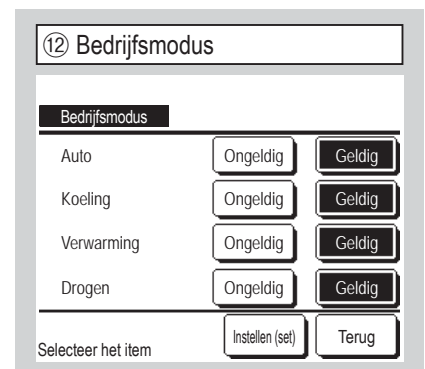 ⑫ Bedrijfsmodus
Bedrijfsmodus
Auto Ongeldig Geldig
Koeling Ongeldig Geldig
Verwarming Ongeldig Geldig
Drogen Ongeldig Geldig
Selecteer het item Instellen (set) Terug